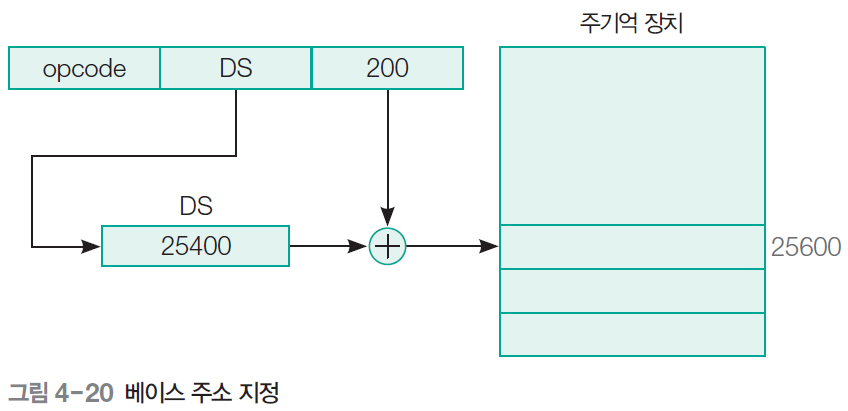 주기억 장치
opcode DS 200
DS
25400
25600
그림 4-20 베이스 주소 지정